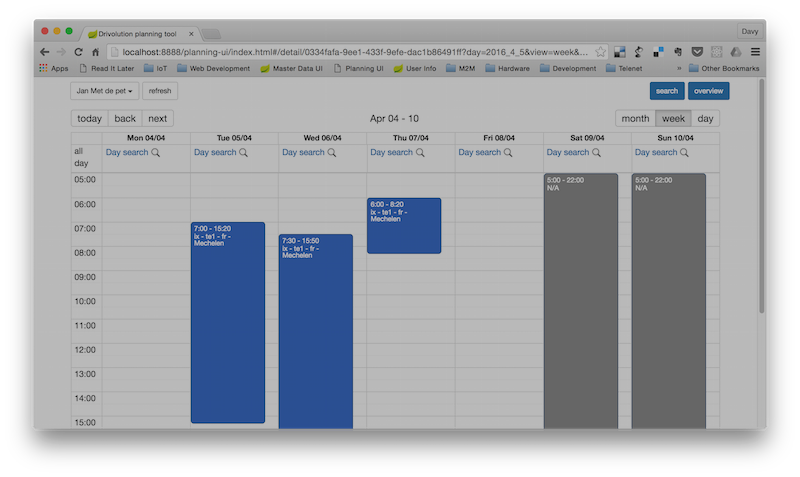 Drivolution planning tool
Davy
localhost:8888/planning-ui/index.html#/detail/0334fafa-9ee1-433f-9efe-dac1b86491ff?day=2016_4_5&view=week&
Apps Read It Later IoT Web Development Master Data UI Planning UI User Info M2M Hardware Development Telenet » Other Bookmarks
Jan Met de pet refresh search overview
today back next Apr 04 - 10 month week day
Mon 04/04 Tue 05/04 Wed 06/04 Thu 07/04 Fri 08/04 Sat 09/04 Sun 10/04
all day
Day search Day search Day search Day search Day search Day search Day search
05:00
5:00 - 22:00
N/A
5:00 - 22:00
N/A
06:00
6:00 - 8:20
ix - te1 - fr -
Mechelen
07:00
7:00 - 15:20
ix - te1 - fr -
Mechelen
7:30 - 15:50
ix - te1 - fr -
Mechelen
08:00
09:00
10:00
11:00
12:00
13:00
14:00
15:00